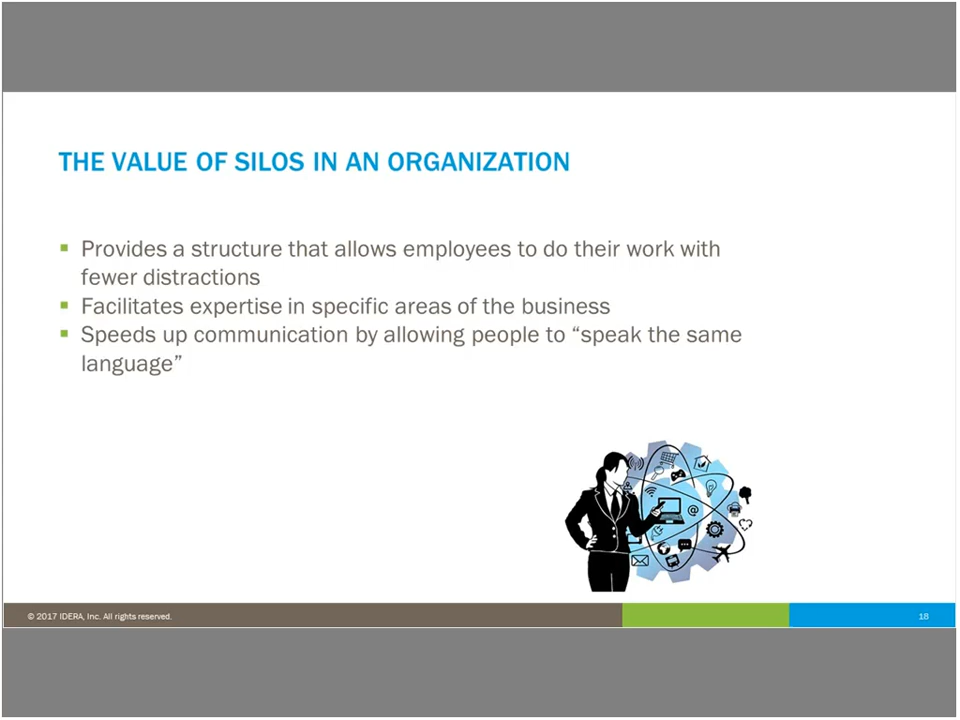 THE VALUE OF SILOS IN AN ORGANIZATION
▪ Provides a structure that allows employees to do their work with
fewer distractions
▪ Facilitates expertise in specific areas of the business
▪ Speeds up communication by allowing people to “speak the same
language”
@
© 2017 IDERA, Inc. All rights reserved.
18